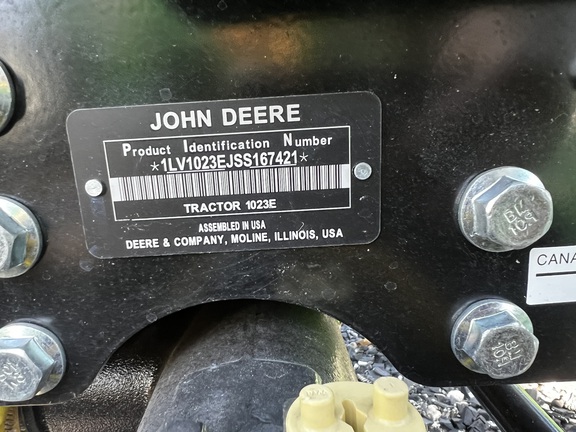 JOHN DEERE
Product Identification Number
*1LV1023EJSS167421*
TRACTOR 1023E
ASSEMBLED IN USA
DEERE & COMPANY, MOLINE, ILLINOIS, USA
CANA